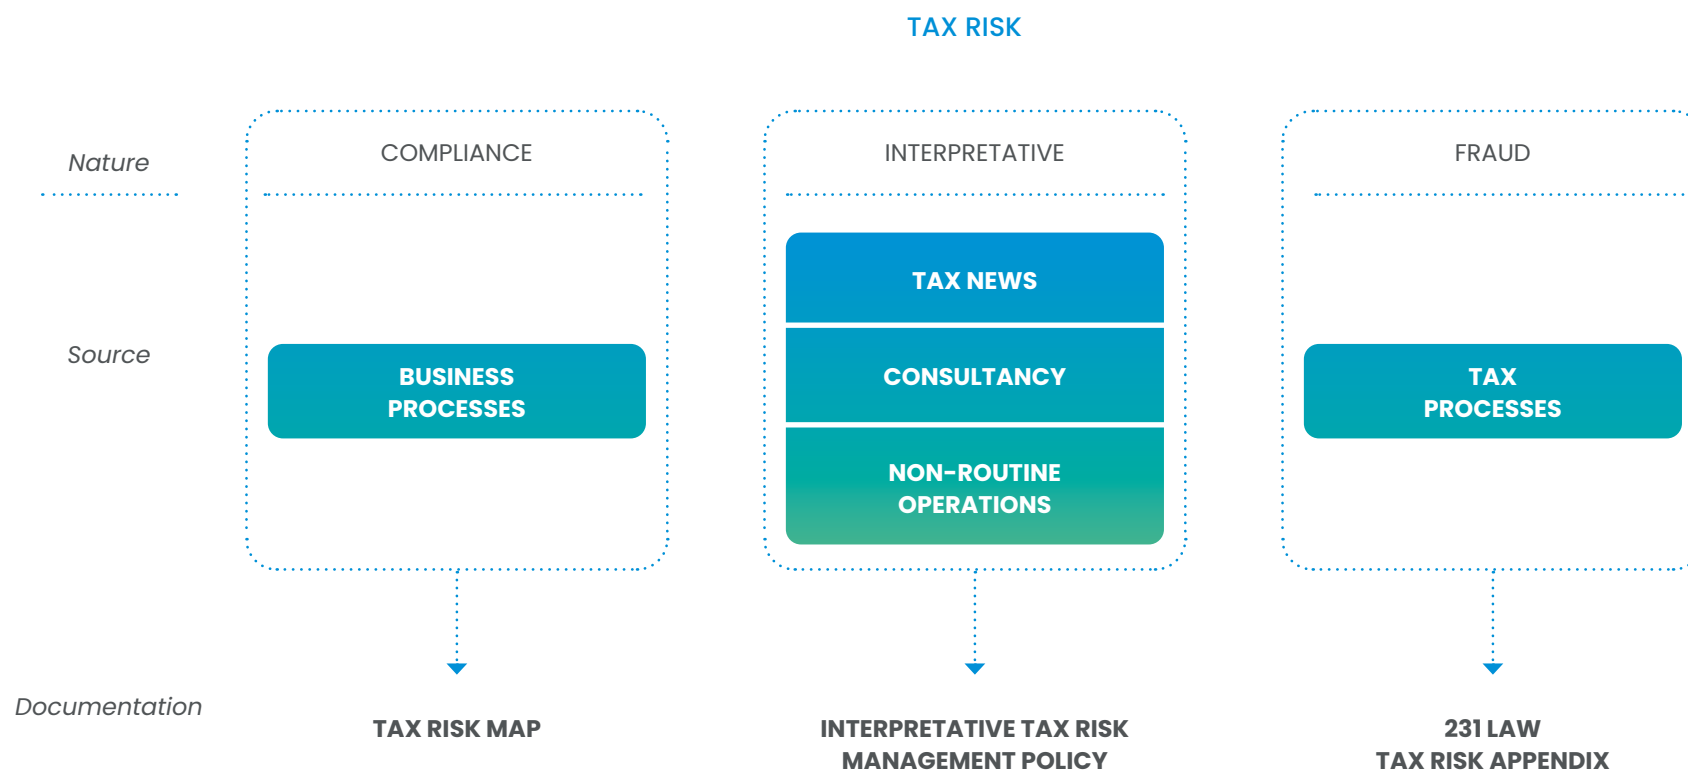 TAX RISK
Nature
COMPLIANCE
INTERPRETATIVE
FRAUD
Source
BUSINESS
PROCESSES
TAX NEWS
CONSULTANCY
NON-ROUTINE
OPERATIONS
TAX
PROCESSES
Documentation
TAX RISK MAP
INTERPRETATIVE TAX RISK
MANAGEMENT POLICY
231 LAW
TAX RISK APPENDIX